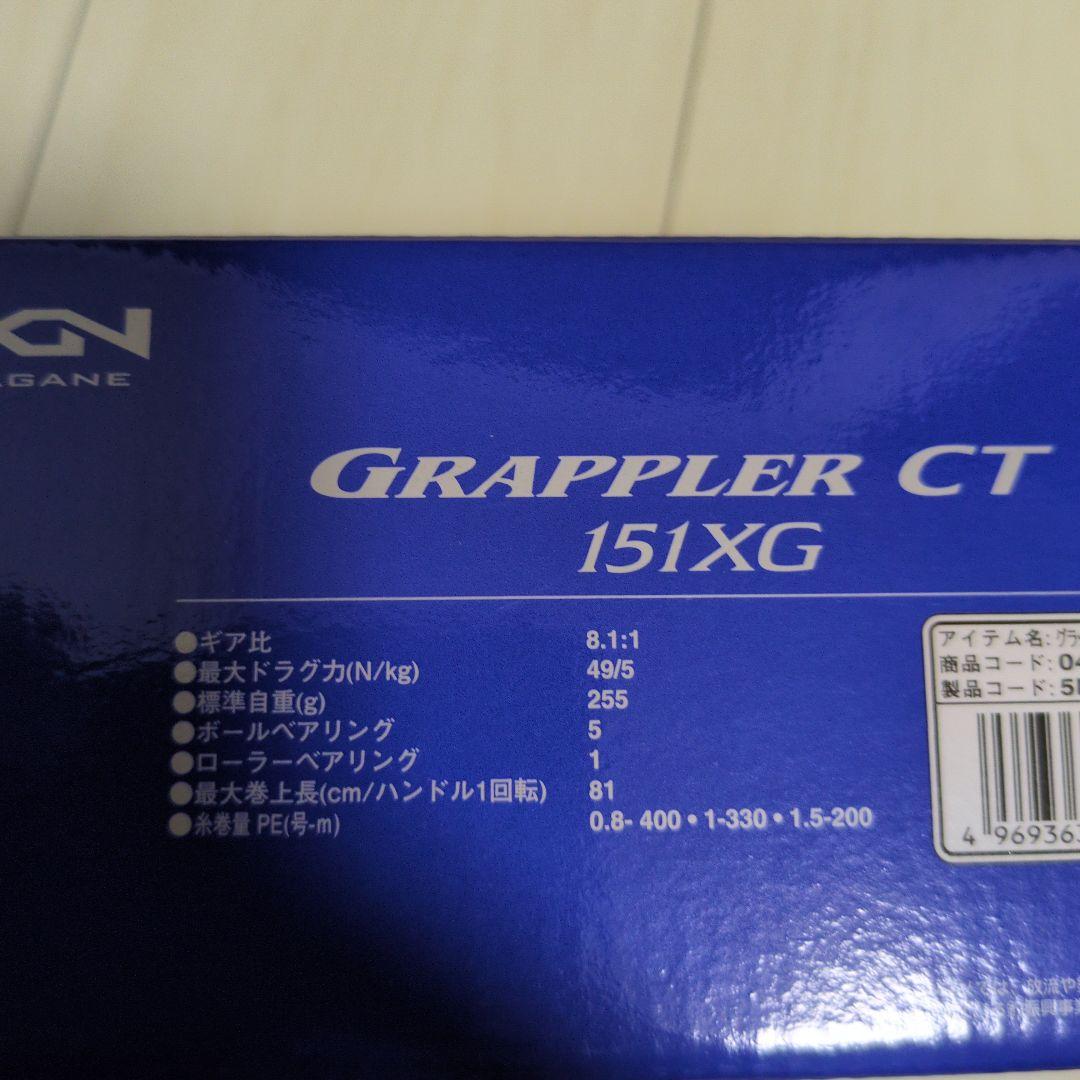 AGANE
GRAPPLER CT
151XG
●ギア比 8.1:1
●最大ドラグ力(N/kg) 49/5
●標準自重(g) 255
●ボールベアリング 5
●ローラーベアリング 1
●最大巻上長(cm/ハンドル1回転) 81
●糸巻量 PE(号-m) 0.8- 400・1-330・1.5-200
アイテム名:グラ
商品コード: 04
製品コード: 5
4 969363